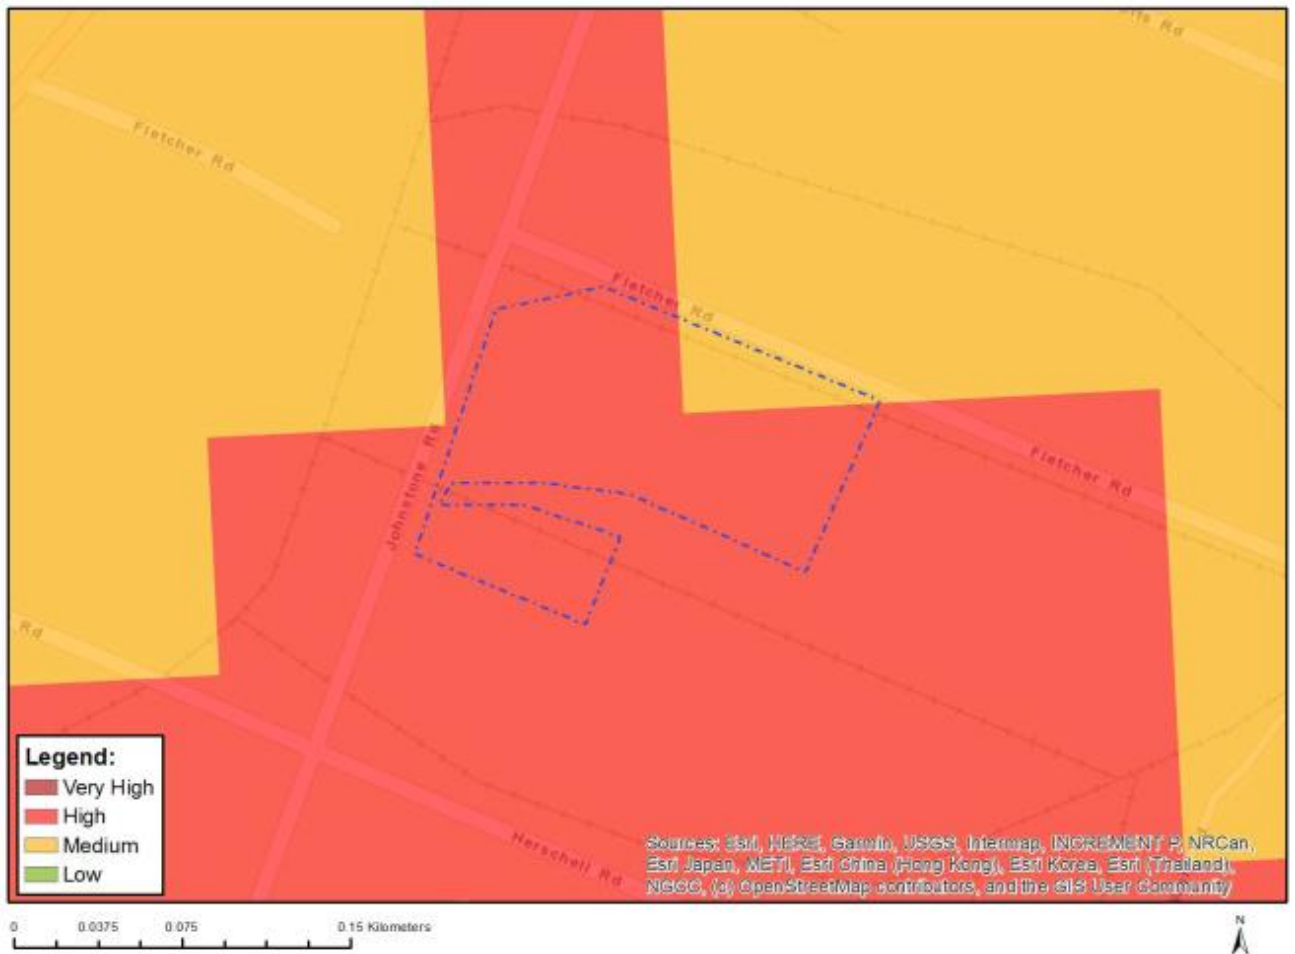 Rd
Fletcher Rd
Fletcher Rd
Johnstone Rd
Fletcher Rd
Rd
Herschell Rd
Legend:
Very High
High
Medium
Low
Sources: Esri, HERE, Garmin, USGS, Intermap, INCREMENT P, NRCan,
Esri Japan, METI, Esri China (Hong Kong), Esri Korea, Esri (Thailand),
NGCC, (c) OpenStreetMap contributors, and the GIS User Community
0 0.0375 0.075 0.15 Kilometers
N